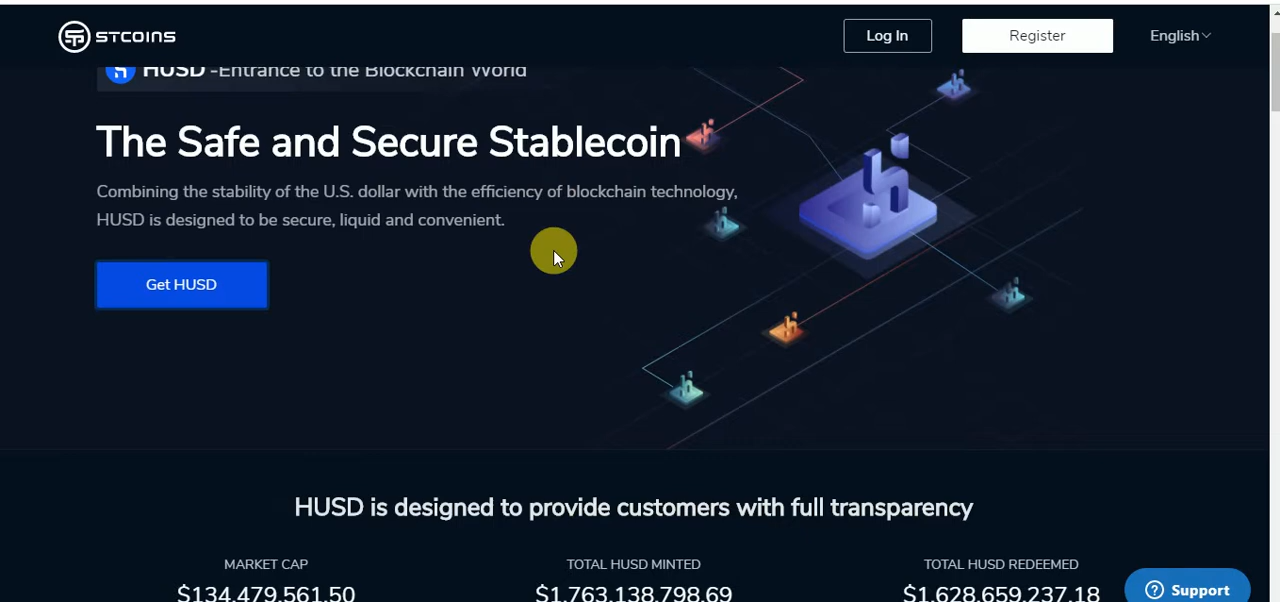 STCOINS
Log In
Register
English
HUSD -Entrance to the Blockchain World
The Safe and Secure Stablecoin
Combining the stability of the U.S. dollar with the efficiency of blockchain technology,
HUSD is designed to be secure, liquid and convenient.
Get HUSD
HUSD is designed to provide customers with full transparency
MARKET CAP
$134,479,561.50
TOTAL HUSD MINTED
$1,763,138,798.69
TOTAL HUSD REDEEMED
$1,628,659,237.18
Support